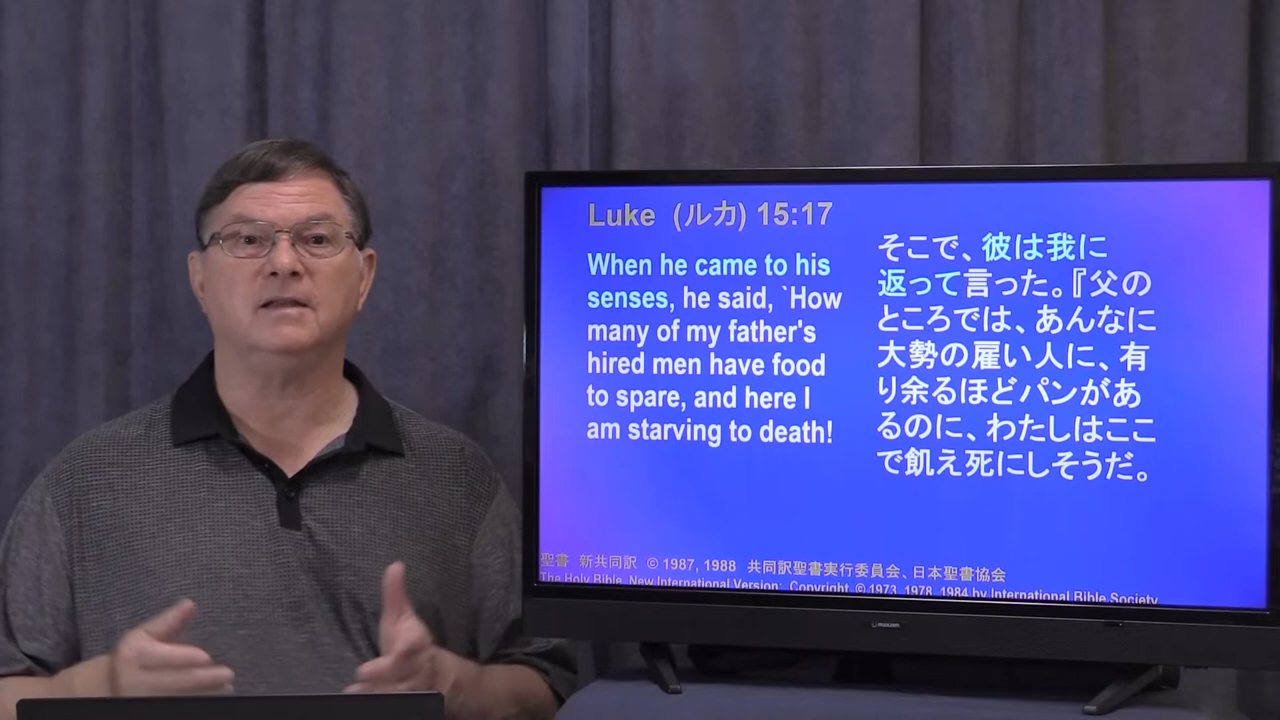 Luke (ルカ) 15:17
When he came to his
senses, he said, `How
many of my father's
hired men have food
to spare, and here I
am starving to death!
そこで、彼は我に
返って言った。『父の
ところでは、あんなに
大勢の雇い人に、有
り余るほどパンがあ
るのに、わたしはここ
で飢え死にしそうだ。
聖書 新共同訳 © 1987, 1988 共同訳聖書実行委員会、日本聖書協会
The Holy Bible, New International Version: Copyright © 1973, 1978, 1984 by International Bible Society
maxzen